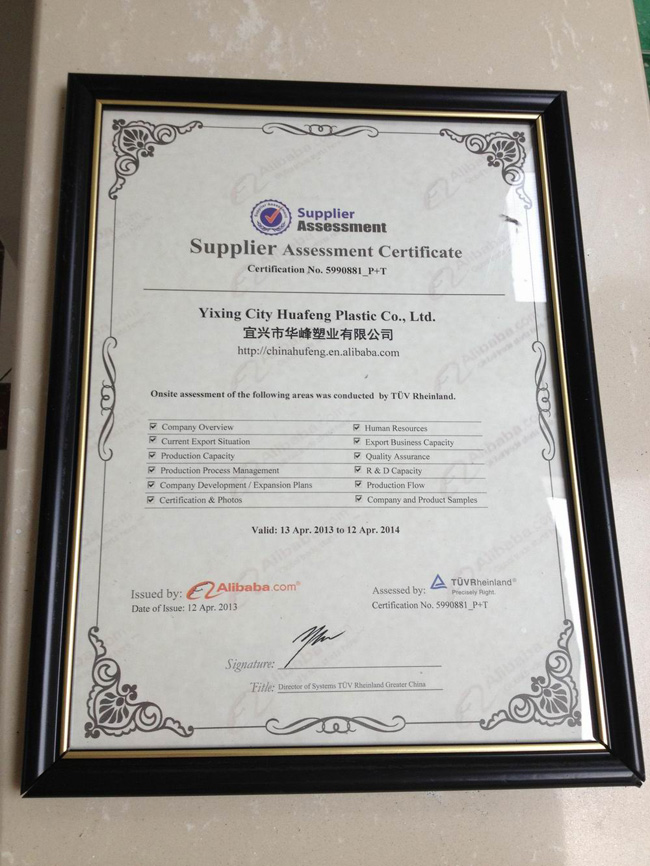 Supplier
Assessment
Supplier Assessment Certificate
Certification No. 5990881_P+T
Yixing City Huafeng Plastic Co., Ltd.
宜兴市华峰塑业有限公司
http://chinahufeng.en.alibaba.com
Onsite assessment of the following areas was conducted by TÜV Rheinland.
Company Overview Human Resources
Current Export Situation Export Business Capacity
Production Capacity Quality Assurance
Production Process Management R & D Capacity
Company Development / Expansion Plans Production Flow
Certification & Photos Company and Product Samples
Valid: 13 Apr. 2013 to 12 Apr. 2014
Issued by: Alibaba.com®
Date of Issue: 12 Apr. 2013
Assessed by: TÜVRheinland®
Precisely Right.
Certification No. 5990881_P+T
Signature:
Title: Director of Systems TÜV Rheinland Greater China